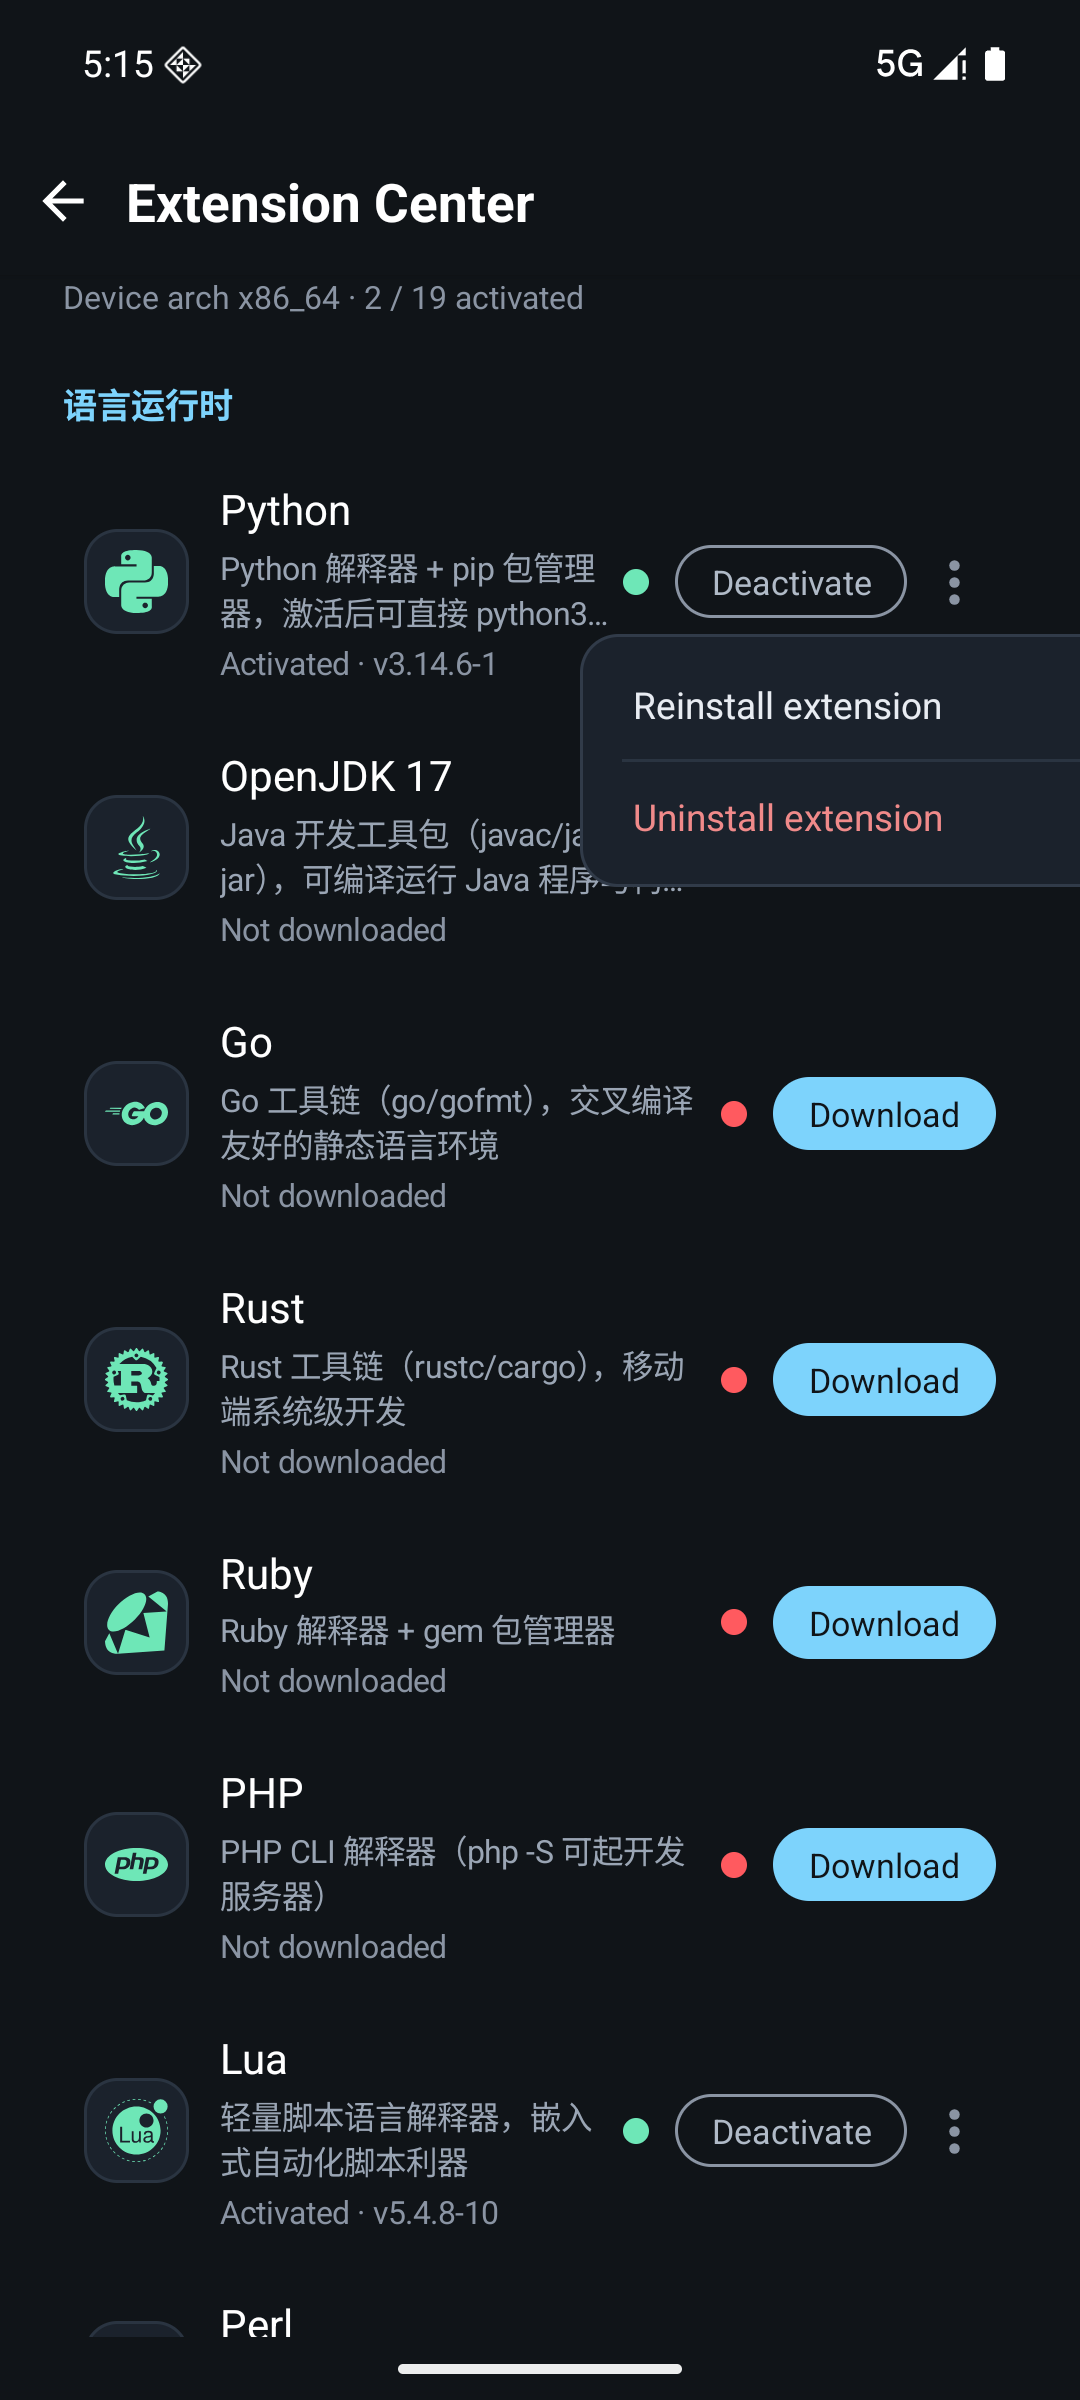 5:15
5G
Extension Center
Device arch x86_64 · 2 / 19 activated
语言运行时
Python
Python 解释器 + pip 包管理
器，激活后可直接 python3...
Deactivate
Activated · v3.14.6-1
Reinstall extension
Uninstall extension
OpenJDK 17
Java 开发工具包（javac/ja
jar），可编译运行 Java 程序
Not downloaded
Go
GO
Go 工具链（go/gofmt），交叉编译
友好的静态语言环境
Download
Not downloaded
Rust
R
Rust 工具链（rustc/cargo），移动
端系统级开发
Download
Not downloaded
Ruby
Ruby 解释器 + gem 包管理器
Download
Not downloaded
PHP
php
PHP CLI 解释器（php -S 可起开发
服务器）
Download
Not downloaded
Lua
Lua
轻量脚本语言解释器，嵌入
式自动化脚本利器
Deactivate
Activated · v5.4.8-10
Perl